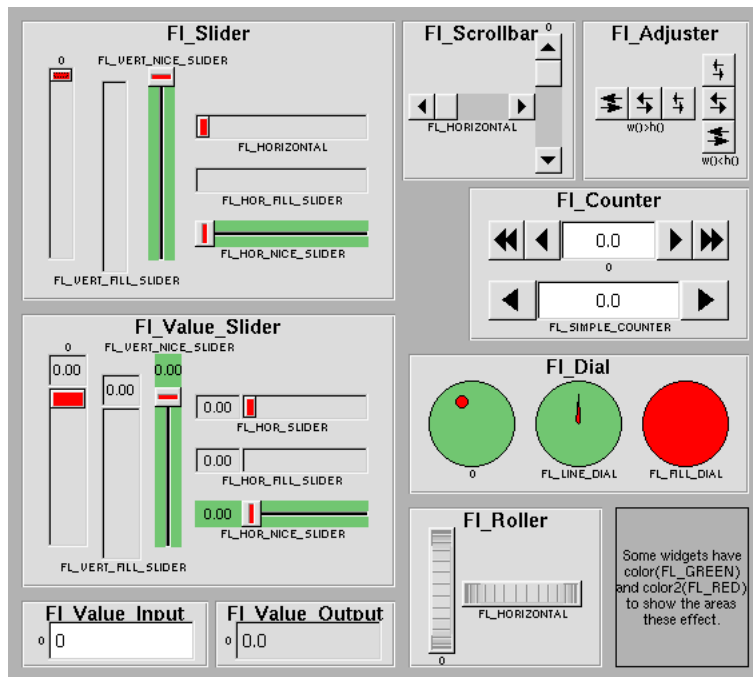 Fl_Slider
0
FL_VERT_NICE_SLIDER
FL_HORIZONTAL
FL_HOR_FILL_SLIDER
FL_HOR_NICE_SLIDER
FL_VERT_FILL_SLIDER
Fl_Scrollbar
0
FL_HORIZONTAL
Fl_Adjuster
w()>h()
w()<h()
Fl_Counter
0.0
0
0.0
FL_SIMPLE_COUNTER
Fl_Value_Slider
0
FL_VERT_NICE_SLIDER
0.00
0.00
0.00
0.00
FL_HOR_SLIDER
0.00
FL_HOR_FILL_SLIDER
0.00
FL_HOR_NICE_SLIDER
FL_VERT_FILL_SLIDER
Fl_Dial
0
FL_LINE_DIAL
FL_FILL_DIAL
Fl_Roller
FL_HORIZONTAL
0
Some widgets have
color(FL_GREEN)
and color2(FL_RED)
to show the areas
these effect.
Fl_Value_Input
0
0
Fl_Value_Output
0
0.0